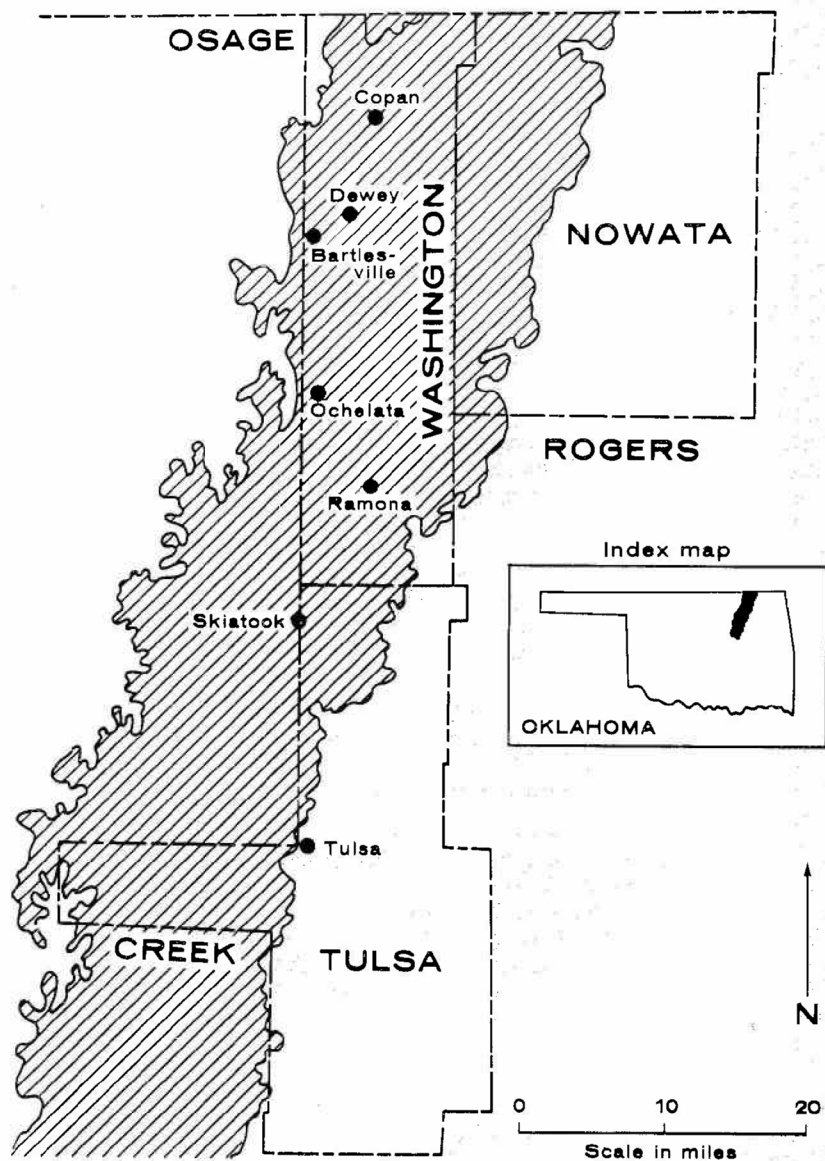 OSAGE
Copan
Dewey
Bartles-
ville
WASHINGTON
NOWATA
Ochelata
ROGERS
Ramona
Index map
Skiatook
OKLAHOMA
Tulsa
CREEK
TULSA
N
0 10 20
Scale in miles